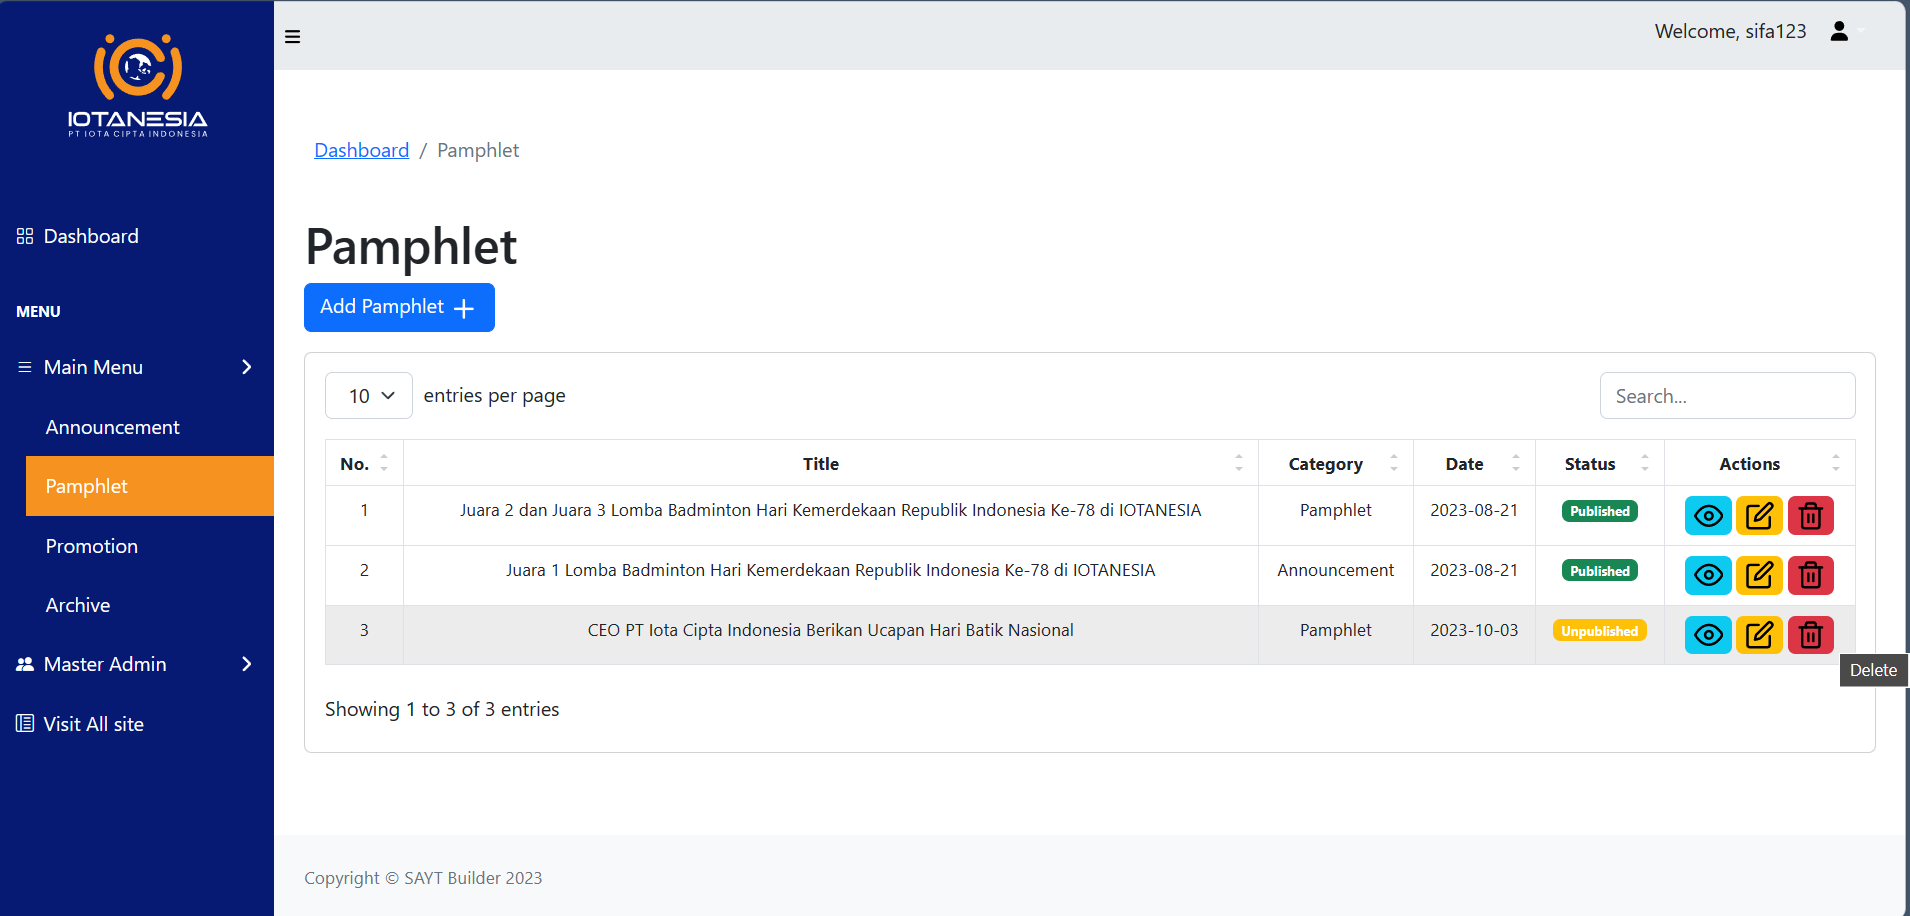 IOTANESIA
PT IOTA CIPTA INDONESIA
Welcome, sifa123
Dashboard / Pamphlet
Dashboard
MENU
Main Menu
Announcement
Pamphlet
Promotion
Archive
Master Admin
Visit All site
Pamphlet
Add Pamphlet
10 entries per page
Search...
No. Title Category Date Status Actions
1 Juara 2 dan Juara 3 Lomba Badminton Hari Kemerdekaan Republik Indonesia Ke-78 di IOTANESIA Pamphlet 2023-08-21 Published
2 Juara 1 Lomba Badminton Hari Kemerdekaan Republik Indonesia Ke-78 di IOTANESIA Announcement 2023-08-21 Published
3 CEO PT Iota Cipta Indonesia Berikan Ucapan Hari Batik Nasional Pamphlet 2023-10-03 Unpublished
Delete
Showing 1 to 3 of 3 entries
Copyright © SAYT Builder 2023